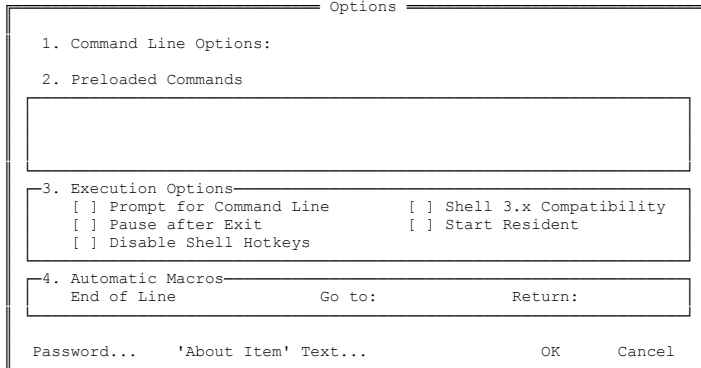 Options
1. Command Line Options:
2. Preloaded Commands
3. Execution Options
[ ] Prompt for Command Line [ ] Shell 3.x Compatibility
[ ] Pause after Exit [ ] Start Resident
[ ] Disable Shell Hotkeys
4. Automatic Macros
End of Line Go to: Return:
Password... 'About Item' Text... OK Cancel